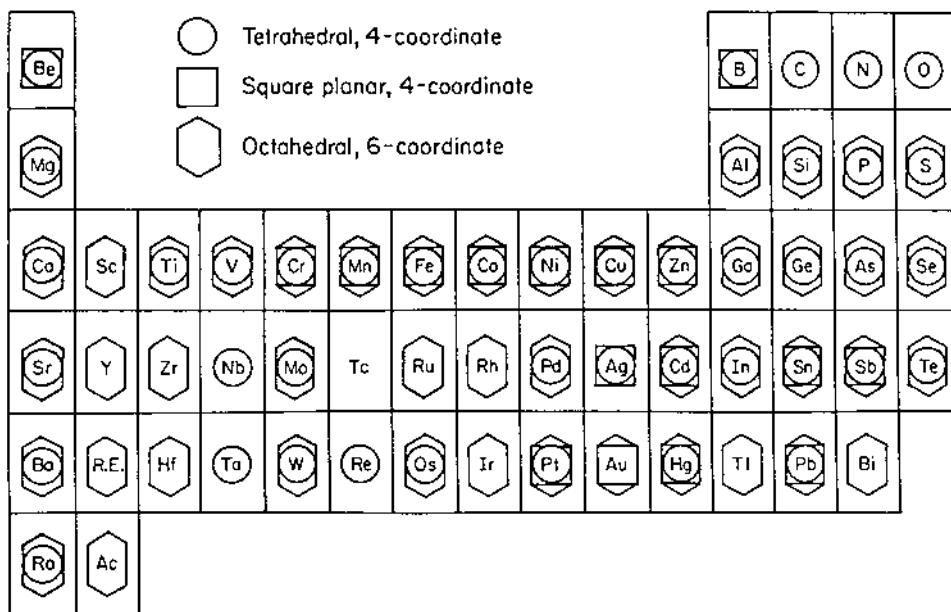 Be Tetrahedral, 4-coordinate B C N O
Square planar, 4-coordinate
Octahedral, 6-coordinate
Mg Al Si P S
Ca Sc Ti V Cr Mn Fe Co Ni Cu Zn Ga Ge As Se
Sr Y Zr Nb Mo Tc Ru Rh Pd Ag Cd In Sn Sb Te
Ba R.E. Hf Ta W Re Os Ir Pt Au Hg Tl Pb Bi
Ra Ac